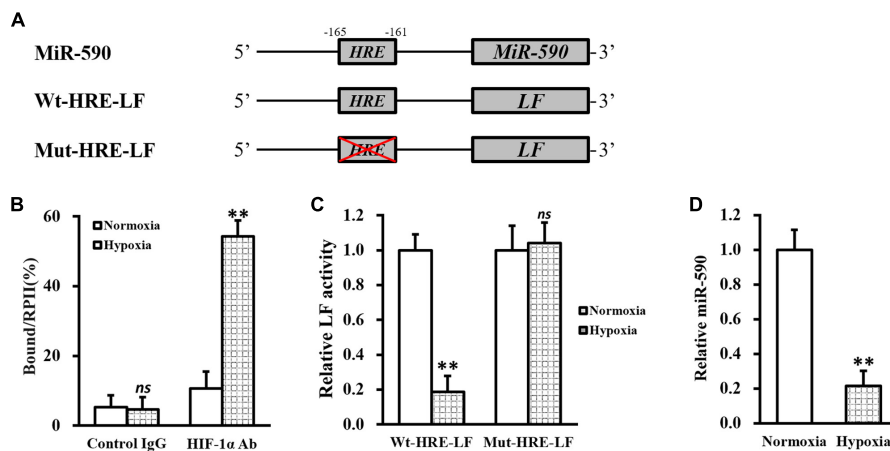 A
-165 -161
MiR-590 5’ HRE MiR-590 -3’
Wt-HRE-LF 5’ HRE LF -3’
Mut-HRE-LF 5’ HRE LF -3’
B
Bound/RPII(%)
60
40
20
0
Normoxia
Hypoxia
ns
**
Control IgG HIF-1α Ab
C
Relative LF activity
1.2
1.0
0.8
0.6
0.4
0.2
0.0
**
ns
Normoxia
Hypoxia
Wt-HRE-LF Mut-HRE-LF
D
Relative miR-590
1.2
1.0
0.8
0.6
0.4
0.2
0.0
**
Normoxia Hypoxia